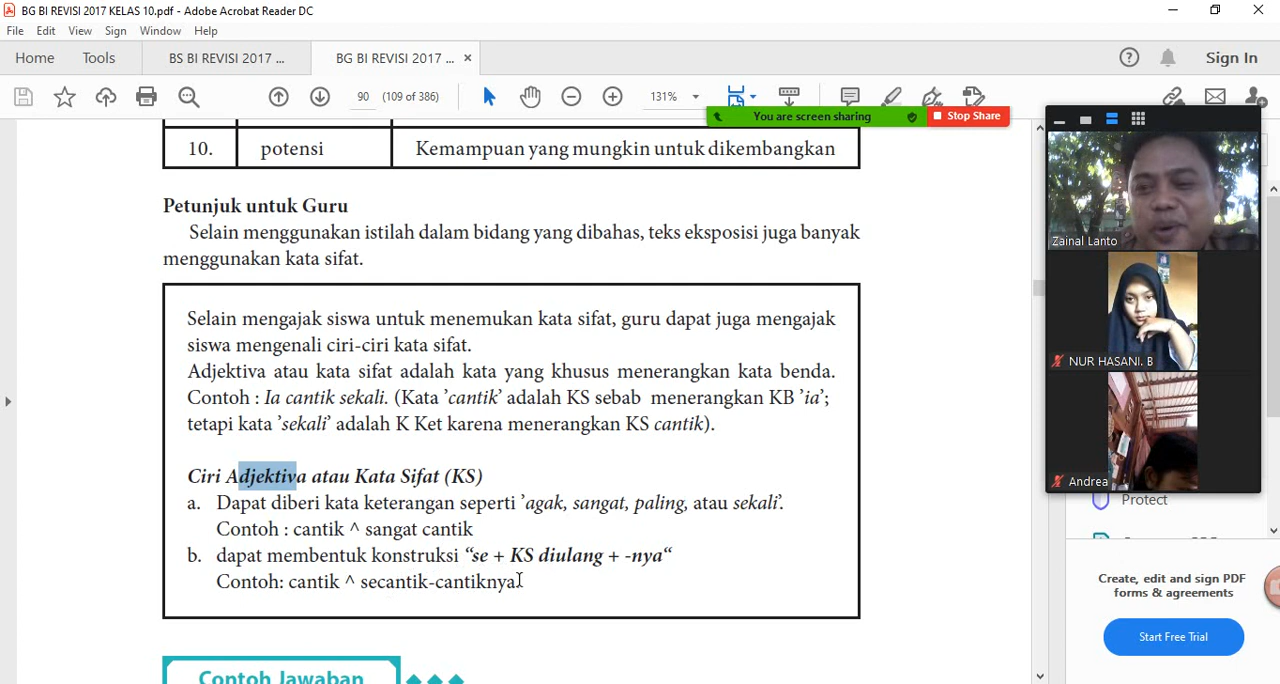 BG BI REVISI 2017 KELAS 10.pdf - Adobe Acrobat Reader DC
File Edit View Sign Window Help
Home Tools BS BI REVISI 2017 ... BG BI REVISI 2017 ... × Sign In
90 (109 of 386) 131%
You are screen sharing Stop Share
10. potensi Kemampuan yang mungkin untuk dikembangkan
Petunjuk untuk Guru
Selain menggunakan istilah dalam bidang yang dibahas, teks eksposisi juga banyak
menggunakan kata sifat.
Selain mengajak siswa untuk menemukan kata sifat, guru dapat juga mengajak
siswa mengenali ciri-ciri kata sifat.
Adjektiva atau kata sifat adalah kata yang khusus menerangkan kata benda.
Contoh : Ia cantik sekali. (Kata 'cantik' adalah KS sebab menerangkan KB 'ia';
tetapi kata 'sekali' adalah K Ket karena menerangkan KS cantik).
Ciri Adjektiva atau Kata Sifat (KS)
a. Dapat diberi kata keterangan seperti 'agak, sangat, paling, atau sekali'.
Contoh : cantik ^ sangat cantik
b. dapat membentuk konstruksi “se + KS diulang + -nya“
Contoh: cantik ^ secantik-cantiknya
Contoh Jawaban
Zainal Lanto
NUR HASANI. B
Andrea
Protect
Create, edit and sign PDF
forms & agreements
Start Free Trial